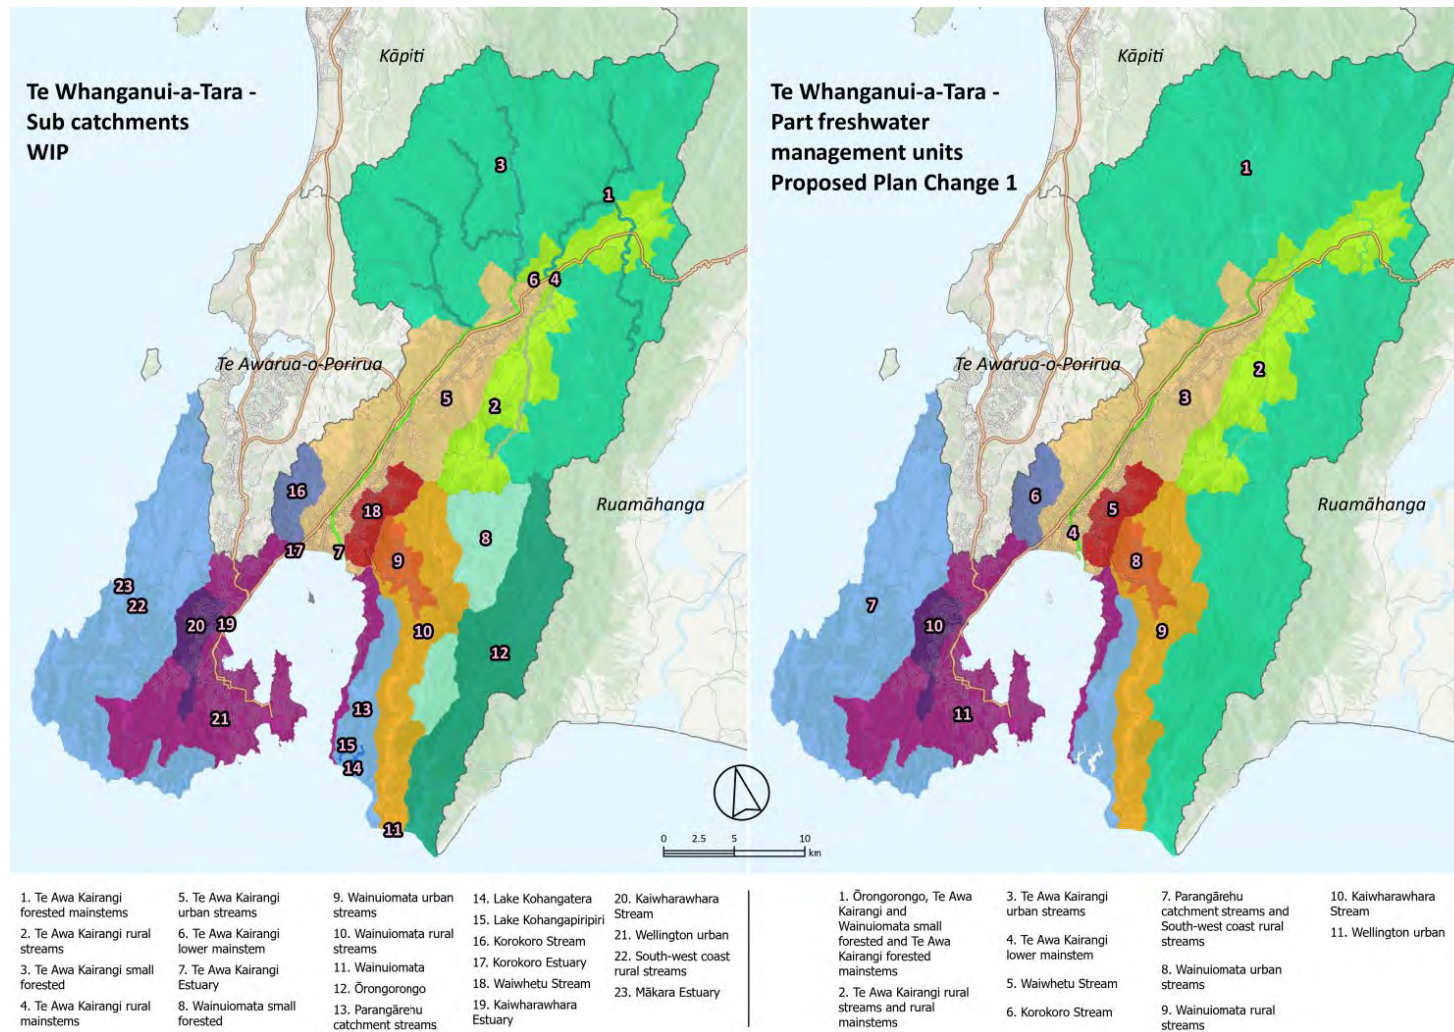 Te Whanganui-a-Tara -
Sub catchments
WIP
Kāpiti
3
1
6
4
Te Awarua-o-Porirua
5
2
16
18
Ruamāhanga
8
17
7
9
23
22
20
19
10
12
21
13
15
14
11
Te Whanganui-a-Tara -
Part freshwater
management units
Proposed Plan Change 1
Kāpiti
1
Te Awarua-o-Porirua
2
3
6
5
Ruamāhanga
4
8
7
10
9
11
0 2.5 5 10
km
1. Te Awa Kairangi
forested mainstems
2. Te Awa Kairangi rural
streams
3. Te Awa Kairangi small
forested
4. Te Awa Kairangi rural
mainstems
5. Te Awa Kairangi
urban streams
6. Te Awa Kairangi
lower mainstem
7. Te Awa Kairangi
Estuary
8. Wainuiomata small
forested
9. Wainuiomata urban
streams
10. Wainuiomata rural
streams
11. Wainuiomata
12. Ōrongorongo
13. Parangārehu
catchment streams
14. Lake Kohangatera
15. Lake Kohangapiripiri
16. Korokoro Stream
17. Korokoro Estuary
18. Waiwhetu Stream
19. Kaiwharawhara
Estuary
20. Kaiwharawhara
Stream
21. Wellington urban
22. South-west coast
rural streams
23. Mākara Estuary
1. Ōrongorongo, Te Awa
Kairangi and
Wainuiomata small
forested and Te Awa
Kairangi forested
mainstems
2. Te Awa Kairangi rural
streams and rural
mainstems
3. Te Awa Kairangi
urban streams
4. Te Awa Kairangi
lower mainstem
5. Waiwhetu Stream
6. Korokoro Stream
7. Parangārehu
catchment streams and
South-west coast rural
streams
8. Wainuiomata urban
streams
9. Wainuiomata rural
streams
10. Kaiwharawhara
Stream
11. Wellington urban